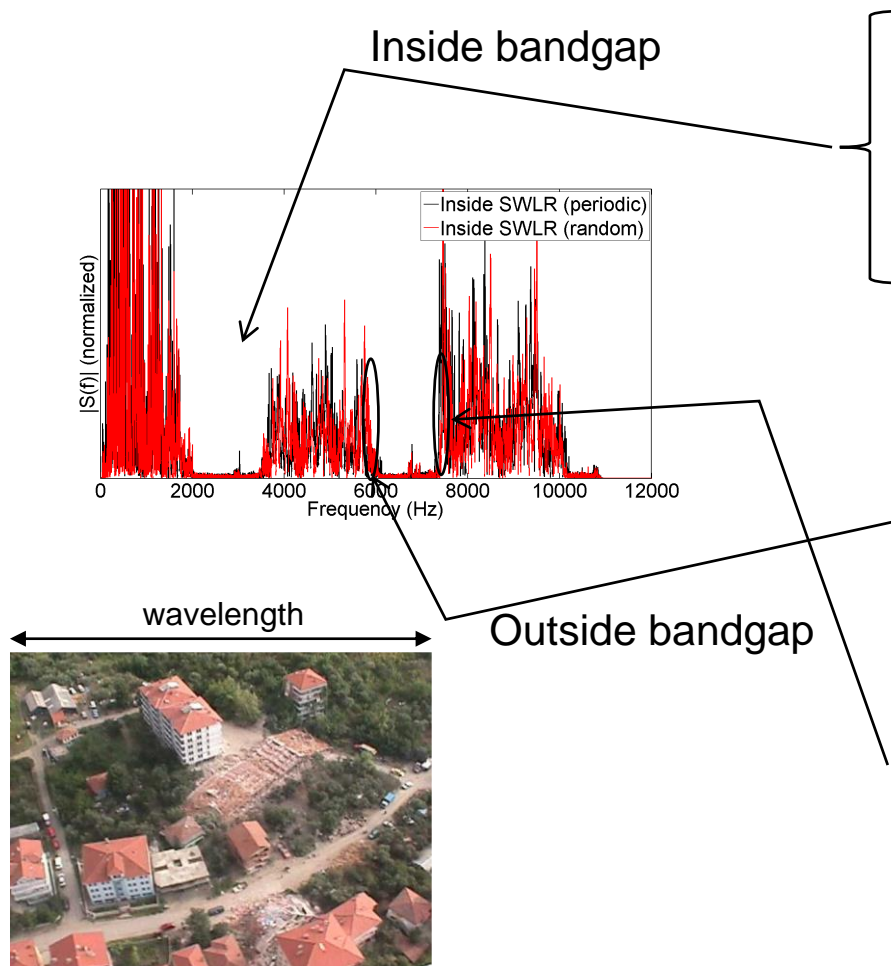 Inside bandgap
Inside SWLR (periodic)
Inside SWLR (random)
|S(f)| (normalized)
0 2000 4000 6000 8000 10000 12000
Frequency (Hz)
wavelength
Outside bandgap